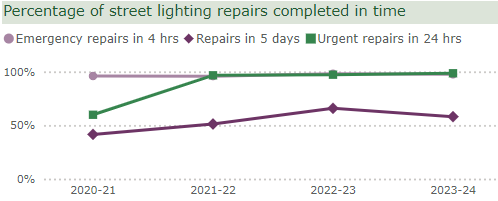 Percentage of street lighting repairs completed in time
Emergency repairs in 4 hrs Repairs in 5 days Urgent repairs in 24 hrs
100%
50%
0%
2020-21 2021-22 2022-23 2023-24